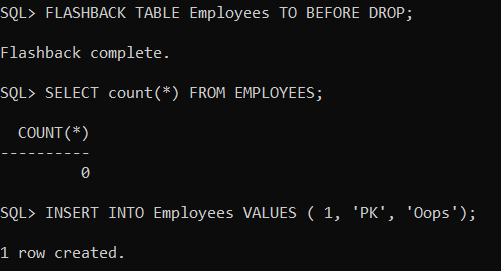 SQL> FLASHBACK TABLE Employees TO BEFORE DROP;
Flashback complete.
SQL> SELECT count(*) FROM EMPLOYEES;
COUNT(*)
----------
0
SQL> INSERT INTO Employees VALUES ( 1, 'PK', 'Oops');
1 row created.